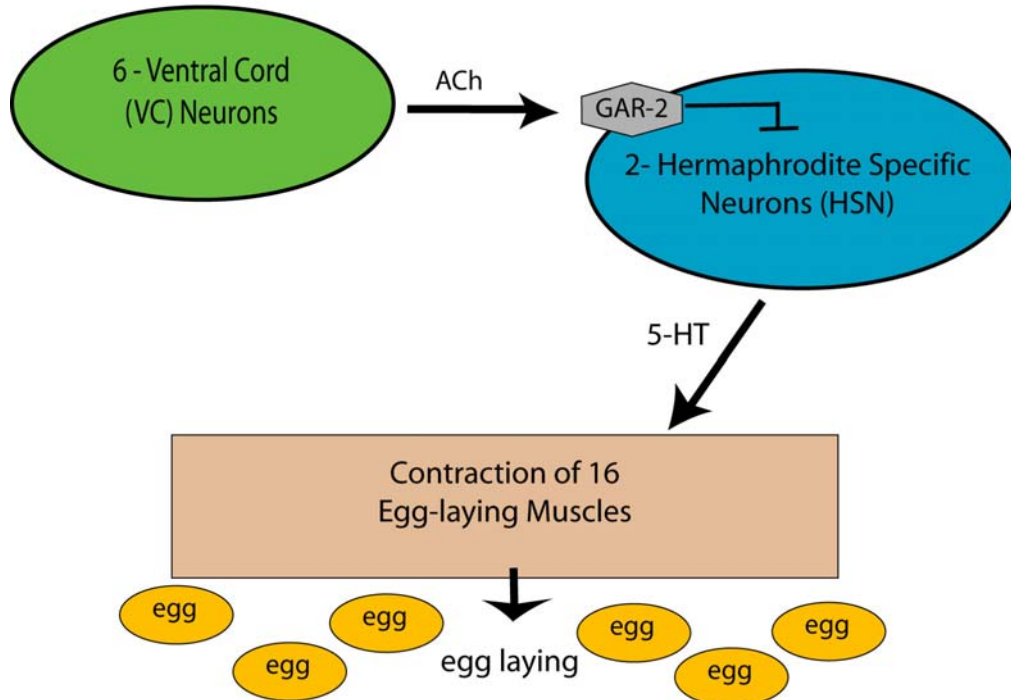 6 - Ventral Cord
(VC) Neurons
ACh
GAR-2
2- Hermaphrodite Specific
Neurons (HSN)
5-HT
Contraction of 16
Egg-laying Muscles
egg
egg
egg
egg laying
egg
egg
egg